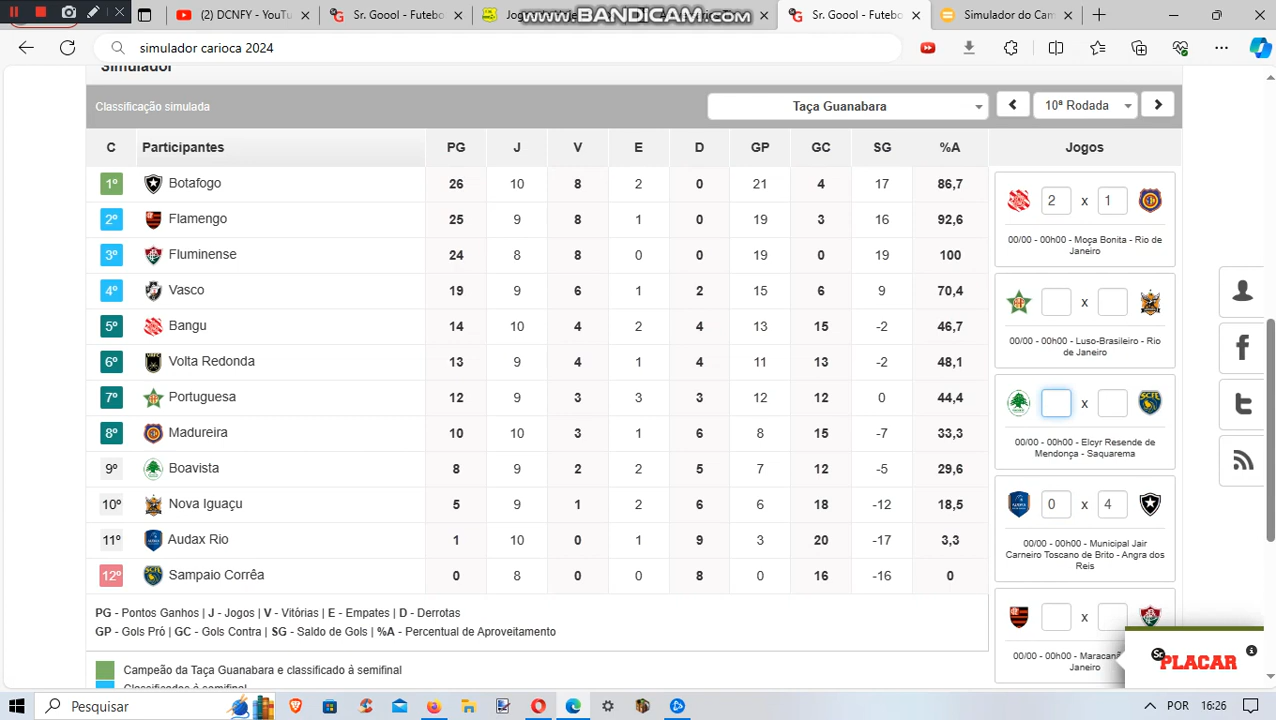 (2) DCNFY - YouT
Sr. Goool - Futebo
Sr. Goool - Futebo
Simulador do Cam
WWW.BANDICAM.COM
simulador carioca 2024
Simulador
Classificação simulada
Taça Guanabara
10ª Rodada
C Participantes PG J V E D GP GC SG %A Jogos
1º Botafogo 26 10 8 2 0 21 4 17 86,7
2º Flamengo 25 9 8 1 0 19 3 16 92,6
3º Fluminense 24 8 8 0 0 19 0 19 100
4º Vasco 19 9 6 1 2 15 6 9 70,4
5º Bangu 14 10 4 2 4 13 15 -2 46,7
6º Volta Redonda 13 9 4 1 4 11 13 -2 48,1
7º Portuguesa 12 9 3 3 3 12 12 0 44,4
8º Madureira 10 10 3 1 6 8 15 -7 33,3
9º Boavista 8 9 2 2 5 7 12 -5 29,6
10º Nova Iguaçu 5 9 1 2 6 6 18 -12 18,5
11º Audax Rio 1 10 0 1 9 3 20 -17 3,3
12º Sampaio Corrêa 0 8 0 0 8 0 16 -16 0
PG - Pontos Ganhos | J - Jogos | V - Vitórias | E - Empates | D - Derrotas
GP - Gols Pró | GC - Gols Contra | SG - Saldo de Gols | %A - Percentual de Aproveitamento
Campeão da Taça Guanabara e classificado à semifinal
Classificados à semifinal
2 x 1
00/00 - 00h00 - Moça Bonita - Rio de
Janeiro
x
00/00 - 00h00 - Luso-Brasileiro - Rio
de Janeiro
x
00/00 - 00h00 - Elcyr Resende de
Mendonça - Saquarema
0 x 4
00/00 - 00h00 - Municipal Jair
Carneiro Toscano de Brito - Angra dos
Reis
x
00/00 - 00h00 - Maracanã
Janeiro
Sr. PLACAR
Pesquisar
POR 16:26